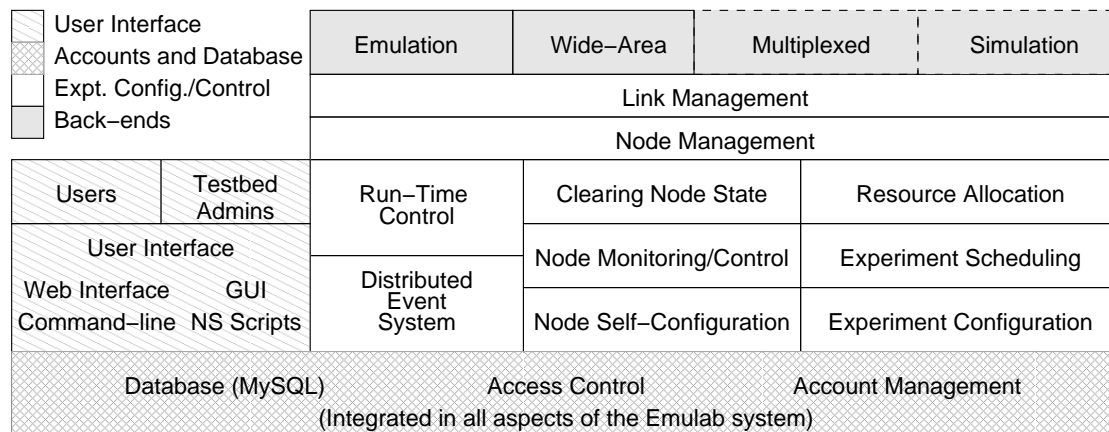 User Interface
Accounts and Database
Expt. Config./Control
Back−ends
Emulation
Wide−Area
Multiplexed
Simulation
Link Management
Node Management
Users
Testbed
Admins
Run−Time
Control
Clearing Node State
Resource Allocation
User Interface
Web Interface GUI
Command−line NS Scripts
Distributed
Event
System
Node Monitoring/Control
Experiment Scheduling
Node Self−Configuration
Experiment Configuration
Database (MySQL) Access Control Account Management
(Integrated in all aspects of the Emulab system)